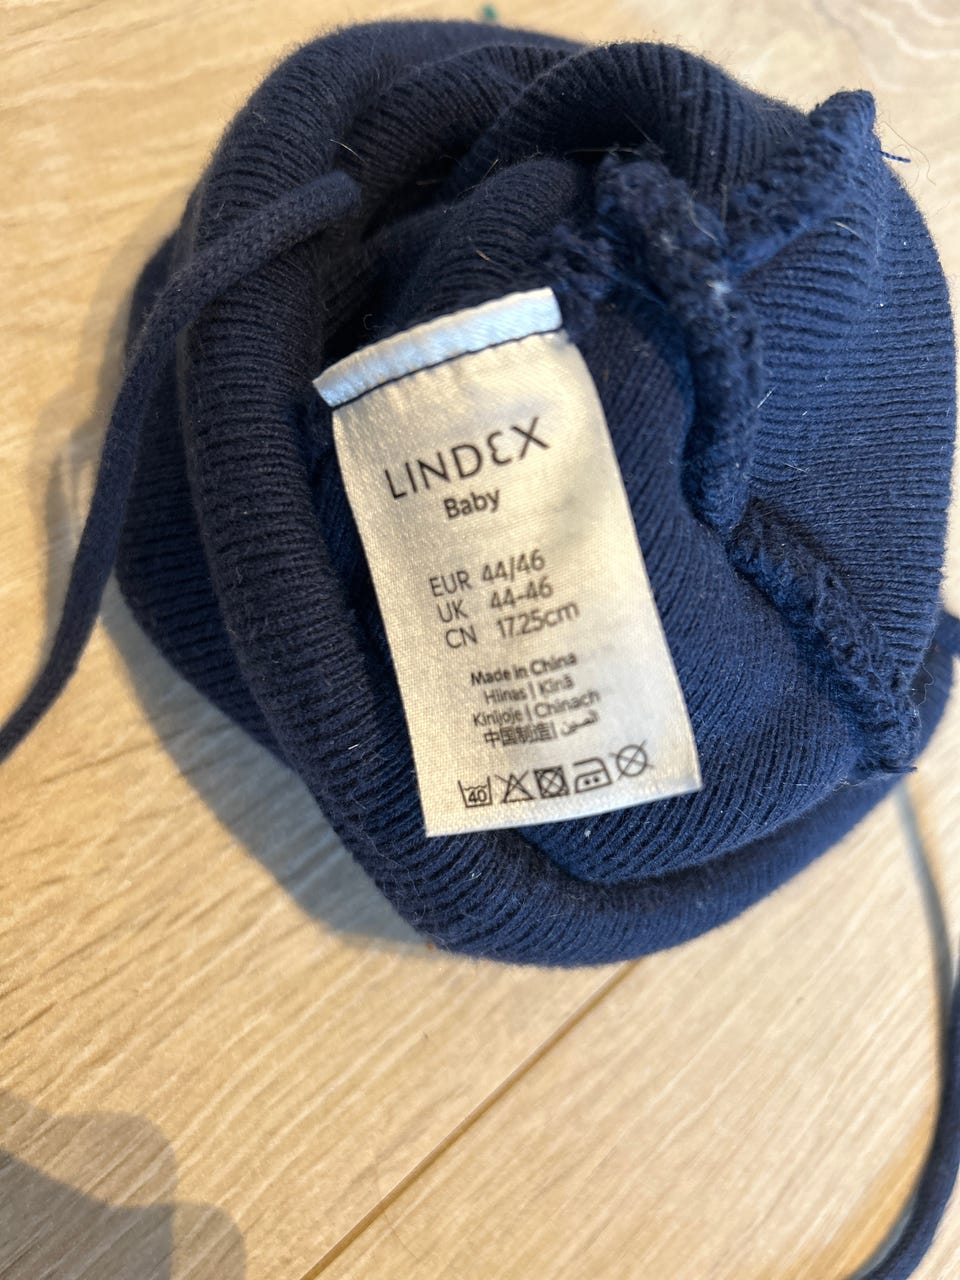 LINDEX
Baby
EUR 44/46
UK 44-46
CN 17.25cm
Made in China
Hiinas | Ķīnā
Kinijoje | Chinach
中国制造 | الصين
40